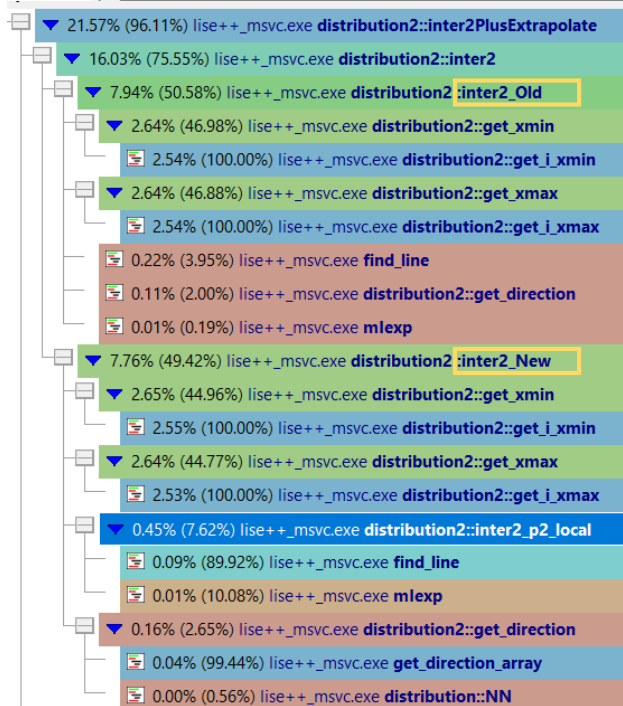 21.57% (96.11%) lise++_msvc.exe distribution2::inter2PlusExtrapolate
16.03% (75.55%) lise++_msvc.exe distribution2::inter2
7.94% (50.58%) lise++_msvc.exe distribution2::inter2_Old
2.64% (46.98%) lise++_msvc.exe distribution2::get_xmin
2.54% (100.00%) lise++_msvc.exe distribution2::get_i_xmin
2.64% (46.88%) lise++_msvc.exe distribution2::get_xmax
2.54% (100.00%) lise++_msvc.exe distribution2::get_i_xmax
0.22% (3.95%) lise++_msvc.exe find_line
0.11% (2.00%) lise++_msvc.exe distribution2::get_direction
0.01% (0.19%) lise++_msvc.exe mlexp
7.76% (49.42%) lise++_msvc.exe distribution2::inter2_New
2.65% (44.96%) lise++_msvc.exe distribution2::get_xmin
2.55% (100.00%) lise++_msvc.exe distribution2::get_i_xmin
2.64% (44.77%) lise++_msvc.exe distribution2::get_xmax
2.53% (100.00%) lise++_msvc.exe distribution2::get_i_xmax
0.45% (7.62%) lise++_msvc.exe distribution2::inter2_p2_local
0.09% (89.92%) lise++_msvc.exe find_line
0.01% (10.08%) lise++_msvc.exe mlexp
0.16% (2.65%) lise++_msvc.exe distribution2::get_direction
0.04% (99.44%) lise++_msvc.exe get_direction_array
0.00% (0.56%) lise++_msvc.exe distribution::NN